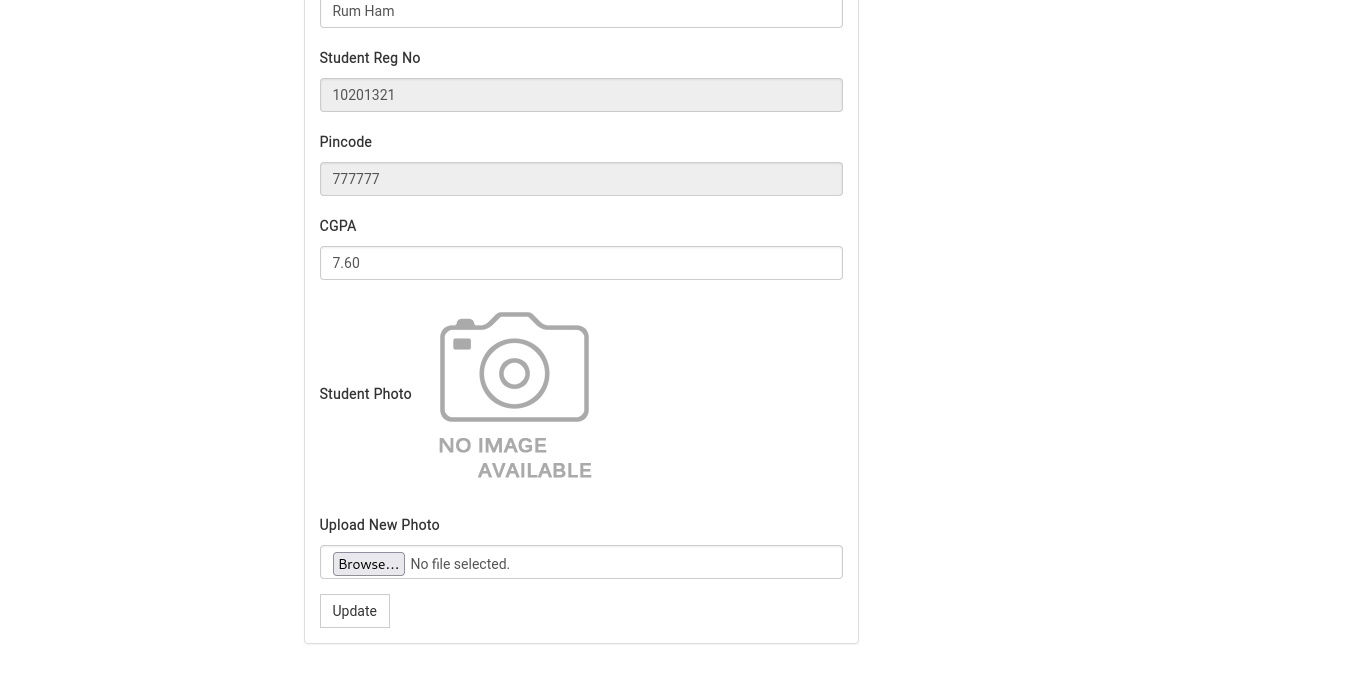 Rum Ham
Student Reg No
10201321
Pincode
777777
CGPA
7.60
Student Photo
NO IMAGE
AVAILABLE
Upload New Photo
Browse... No file selected.
Update